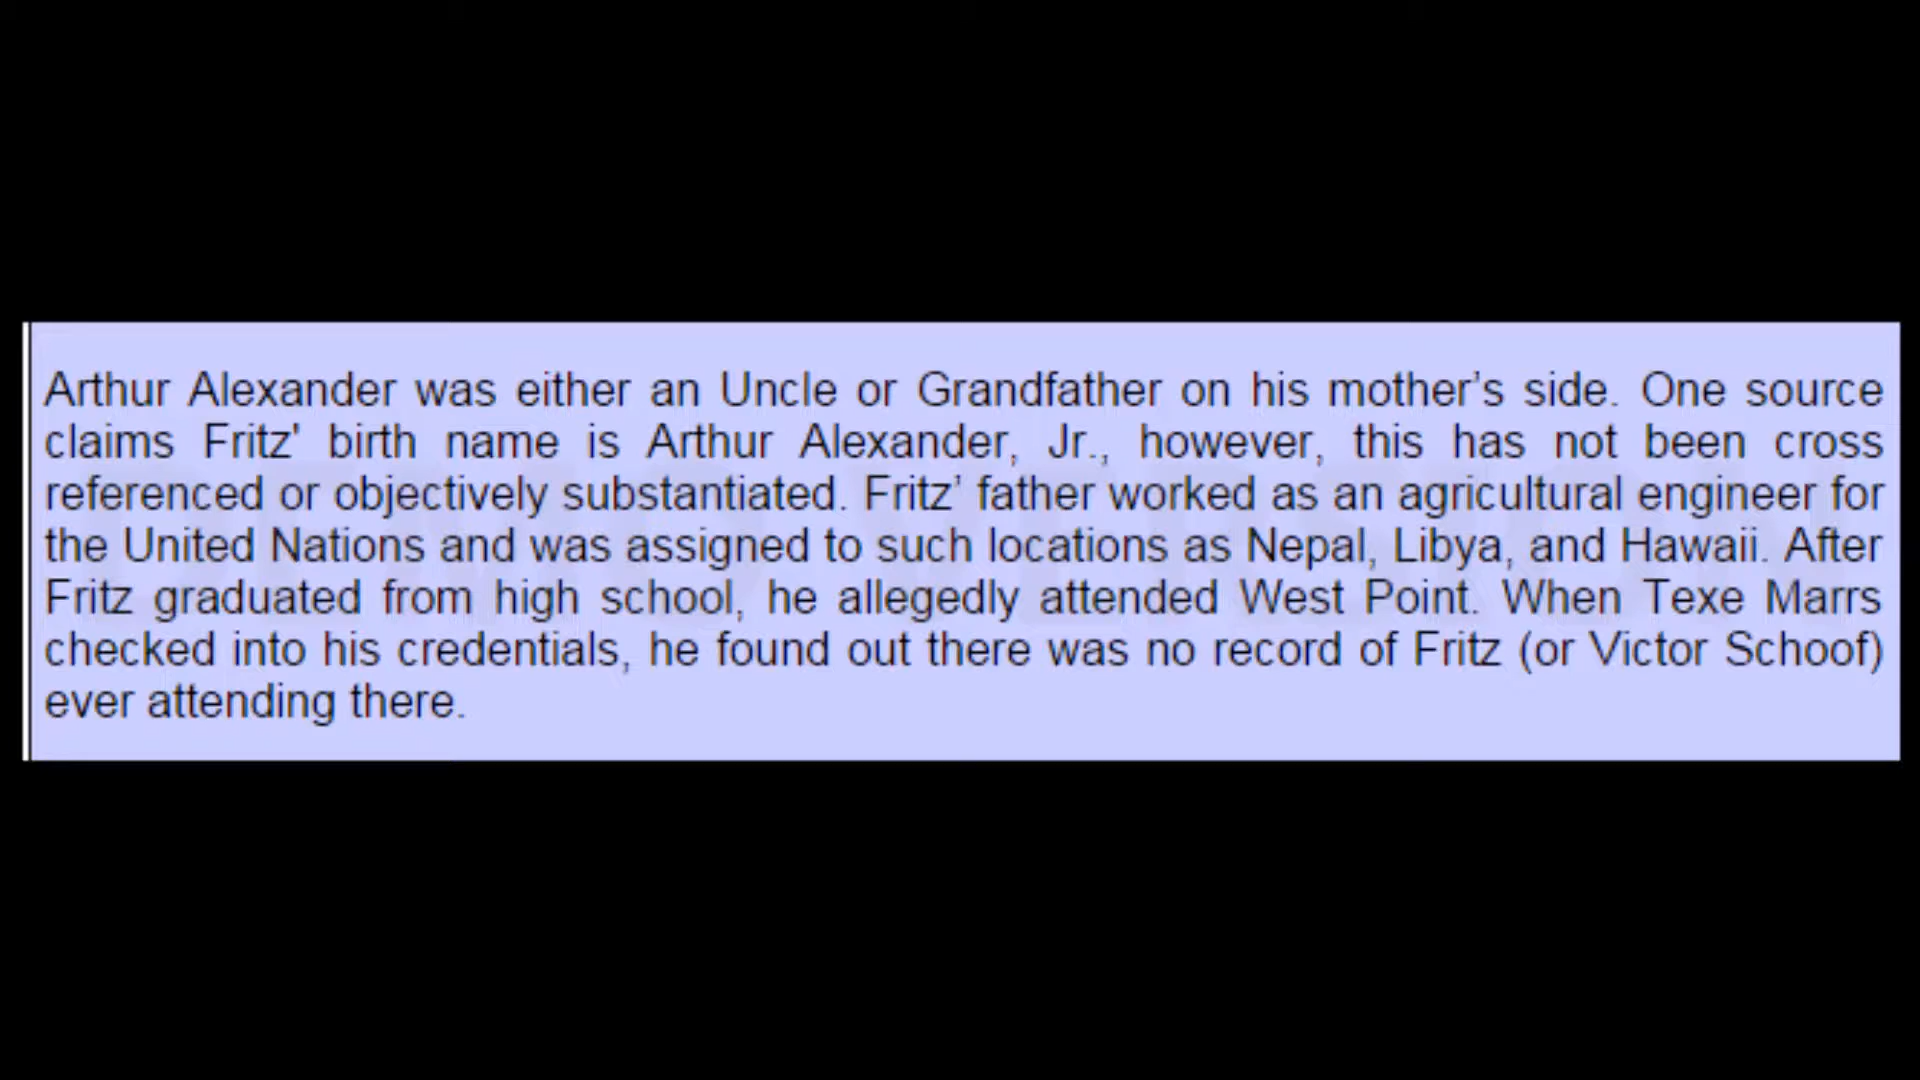 Arthur Alexander was either an Uncle or Grandfather on his mother’s side. One source
claims Fritz' birth name is Arthur Alexander, Jr., however, this has not been cross
referenced or objectively substantiated. Fritz’ father worked as an agricultural engineer for
the United Nations and was assigned to such locations as Nepal, Libya, and Hawaii. After
Fritz graduated from high school, he allegedly attended West Point. When Texe Marrs
checked into his credentials, he found out there was no record of Fritz (or Victor Schoof)
ever attending there.